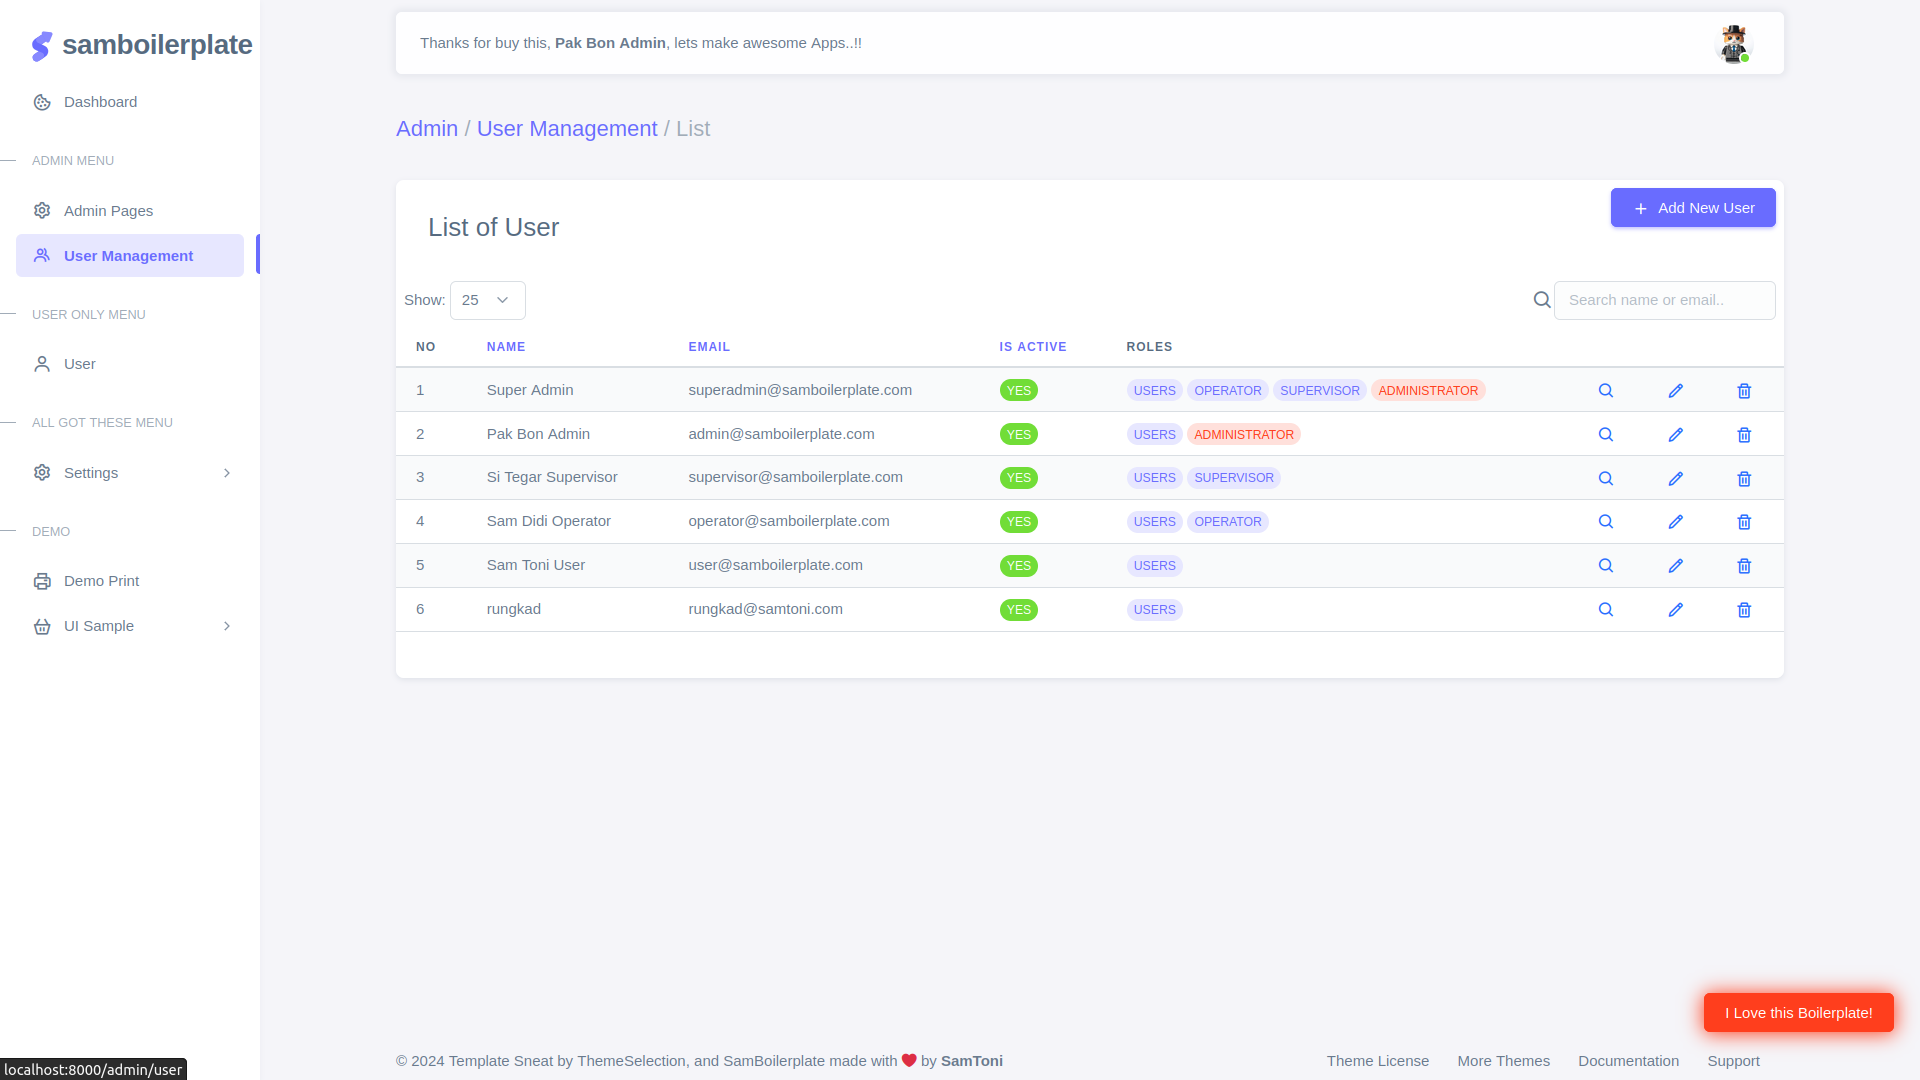 samboilerplate
Dashboard
ADMIN MENU
Admin Pages
User Management
USER ONLY MENU
User
ALL GOT THESE MENU
Settings
DEMO
Demo Print
UI Sample
Thanks for buy this, Pak Bon Admin, lets make awesome Apps..!!
Admin / User Management / List
List of User
Add New User
Show: 25
Search name or email..
NO NAME EMAIL IS ACTIVE ROLES
1 Super Admin superadmin@samboilerplate.com YES USERS OPERATOR SUPERVISOR ADMINISTRATOR
2 Pak Bon Admin admin@samboilerplate.com YES USERS ADMINISTRATOR
3 Si Tegar Supervisor supervisor@samboilerplate.com YES USERS SUPERVISOR
4 Sam Didi Operator operator@samboilerplate.com YES USERS OPERATOR
5 Sam Toni User user@samboilerplate.com YES USERS
6 rungkad rungkad@samtoni.com YES USERS
I Love this Boilerplate!
© 2024 Template Sneat by ThemeSelection, and SamBoilerplate made with ❤️ by SamToni
Theme License More Themes Documentation Support
localhost:8000/admin/user